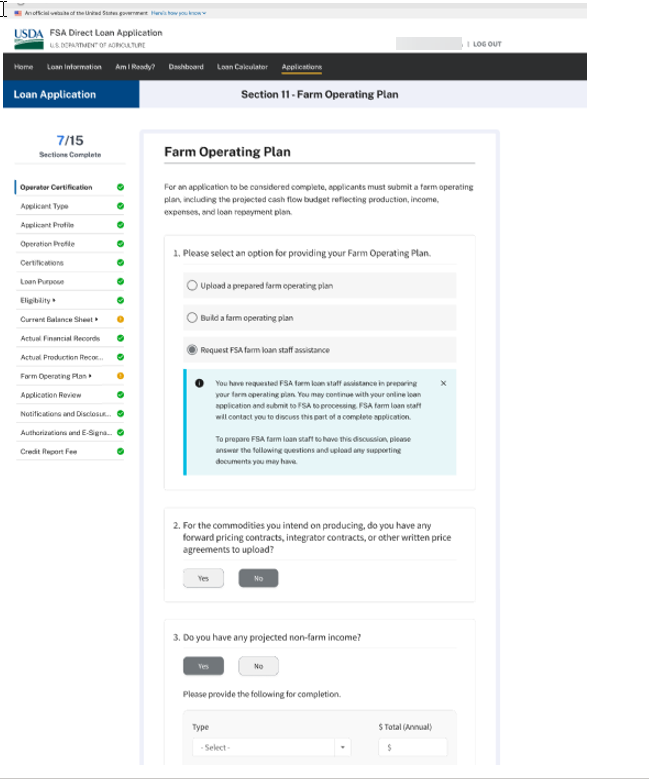 An official website of the United States government Here's how you know
USDA FSA Direct Loan Application
U.S. DEPARTMENT OF AGRICULTURE
LOG OUT
Home Loan Information Am I Ready? Dashboard Loan Calculator Applications
Loan Application
Section 11 - Farm Operating Plan
7/15
Sections Complete
Operator Certification
Applicant Type
Applicant Profile
Operation Profile
Certifications
Loan Purpose
Eligibility
Current Balance Sheet
Actual Financial Records
Actual Production Recor...
Farm Operating Plan
Application Review
Notifications and Disclosur...
Authorizations and E-Signa...
Credit Report Fee
Farm Operating Plan
For an application to be considered complete, applicants must submit a farm operating
plan, including the projected cash flow budget reflecting production, income,
expenses, and loan repayment plan.
1. Please select an option for providing your Farm Operating Plan.
Upload a prepared farm operating plan
Build a farm operating plan
Request FSA farm loan staff assistance
You have requested FSA farm loan staff assistance in preparing
your farm operating plan. You may continue with your online loan
application and submit to FSA to processing. FSA farm loan staff
will contact you to discuss this part of a complete application.
To prepare FSA farm loan staff to have this discussion, please
answer the following questions and upload any supporting
documents you may have.
2. For the commodities you intend on producing, do you have any
forward pricing contracts, integrator contracts, or other written price
agreements to upload?
Yes No
3. Do you have any projected non-farm income?
Yes No
Please provide the following for completion.
Type $ Total (Annual)
- Select - $